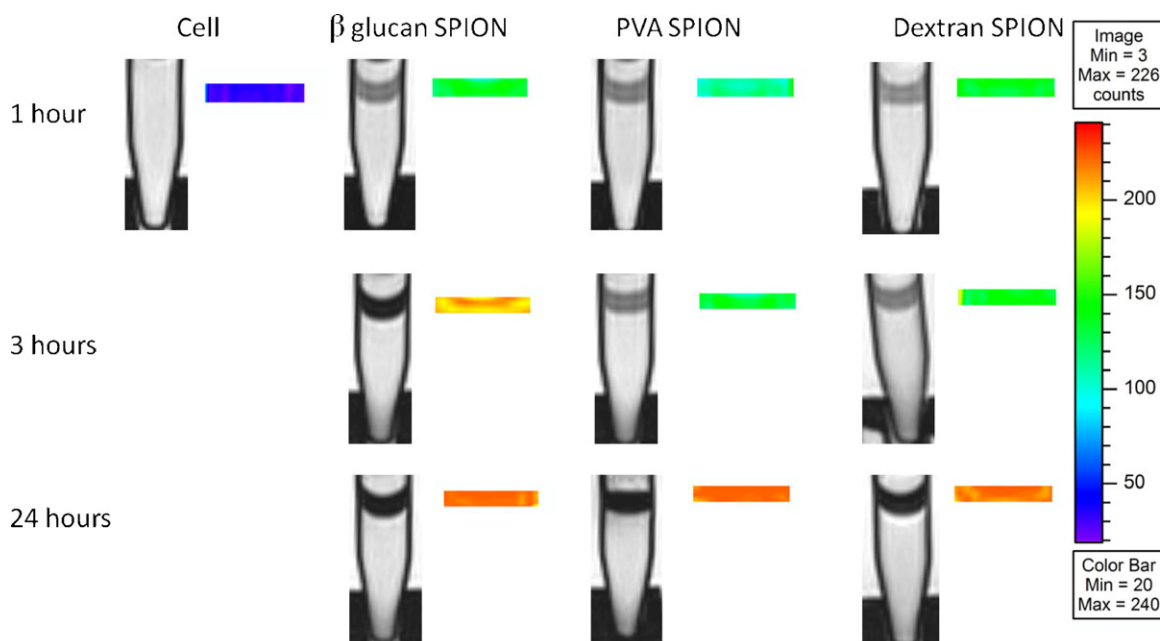 Cell
β glucan SPION
PVA SPION
Dextran SPION
Image
Min = 3
Max = 226
counts
1 hour
200
150
3 hours
100
50
24 hours
Color Bar
Min = 20
Max = 240